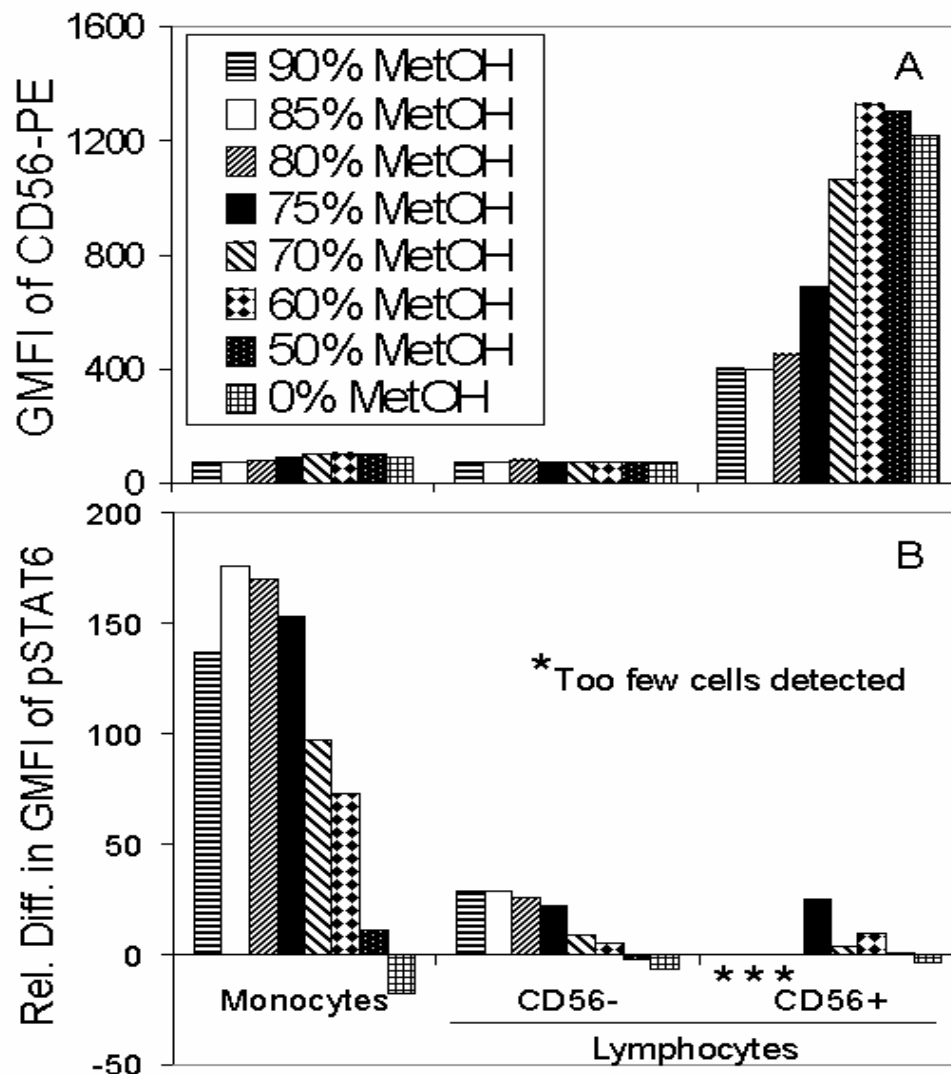 GMFI of CD56-PE
1600
1200
800
400
0
90% MetOH
85% MetOH
80% MetOH
75% MetOH
70% MetOH
60% MetOH
50% MetOH
0% MetOH
A
Rel. Diff. in GMFI of pSTAT6
200
150
100
50
0
-50
B
*Too few cells detected
* * *
Monocytes CD56- CD56+
Lymphocytes